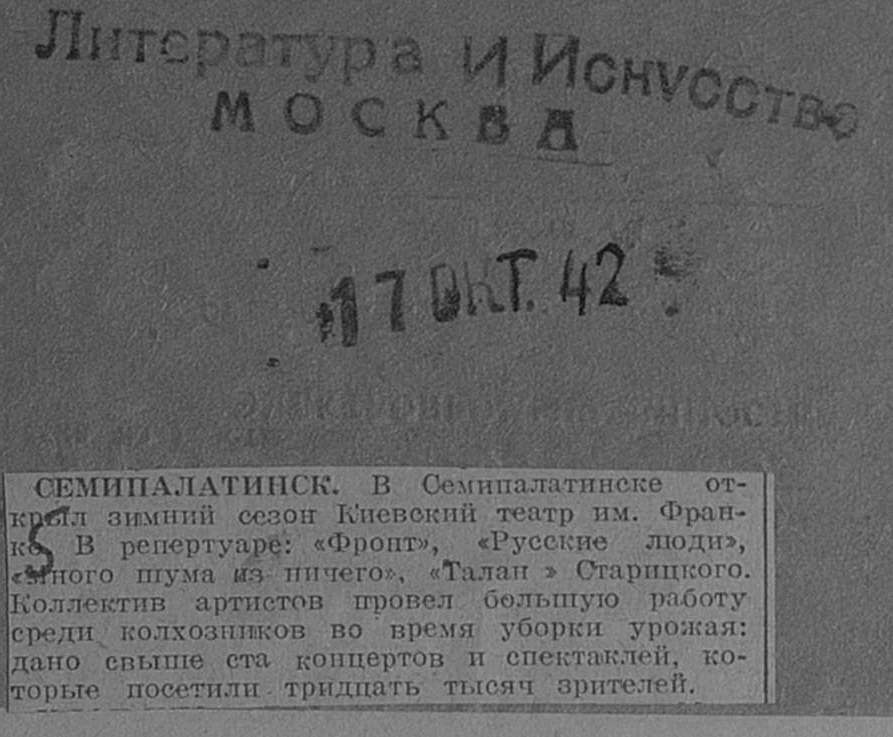 Литература и Искусство
МОСКВА
17 ОКТ. 42
СЕМИПАЛАТИНСК. В Семипалатинске от-
крыл зимний сезон Киевский театр им. Фран-
ко. В репертуаре: «Фронт», «Русские люди»,
«Много шума из ничего», «Талан» Старицкого.
Коллектив артистов провел большую работу
среди колхозников во время уборки урожая:
дано свыше ста концертов и спектаклей, ко-
торые посетили тридцать тысяч зрителей.